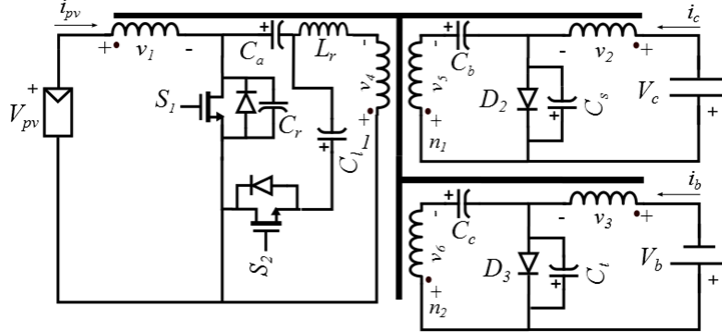 i_pv
+ v_1 -
+
C_a
L_r
-
+
C_b
-
v_2
+
i_c
+
V_pv
S_1
+
C_r
v_4
+
1
v_5
+
n_1
D_2
+
C_s
V_c
+
+
C_l
S_2
-
+
C_c
-
v_3
+
i_b
v_6
+
n_2
D_3
+
C_t
V_b
+